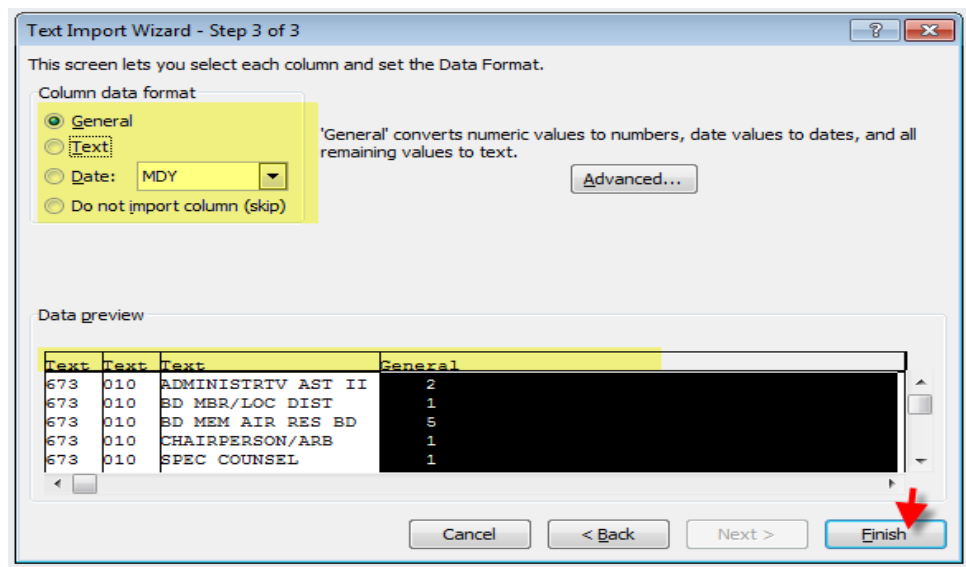 Text Import Wizard - Step 3 of 3
?
This screen lets you select each column and set the Data Format.
Column data format
General
Text
Date: MDY
Do not import column (skip)
'General' converts numeric values to numbers, date values to dates, and all
remaining values to text.
Advanced...
Data preview
Text Text Text General
673 010 ADMINISTRTV AST II 2
673 010 BD MBR/LOC DIST 1
673 010 BD MEM AIR RES BD 5
673 010 CHAIRPERSON/ARB 1
673 010 SPEC COUNSEL 1
Cancel < Back Next > Finish